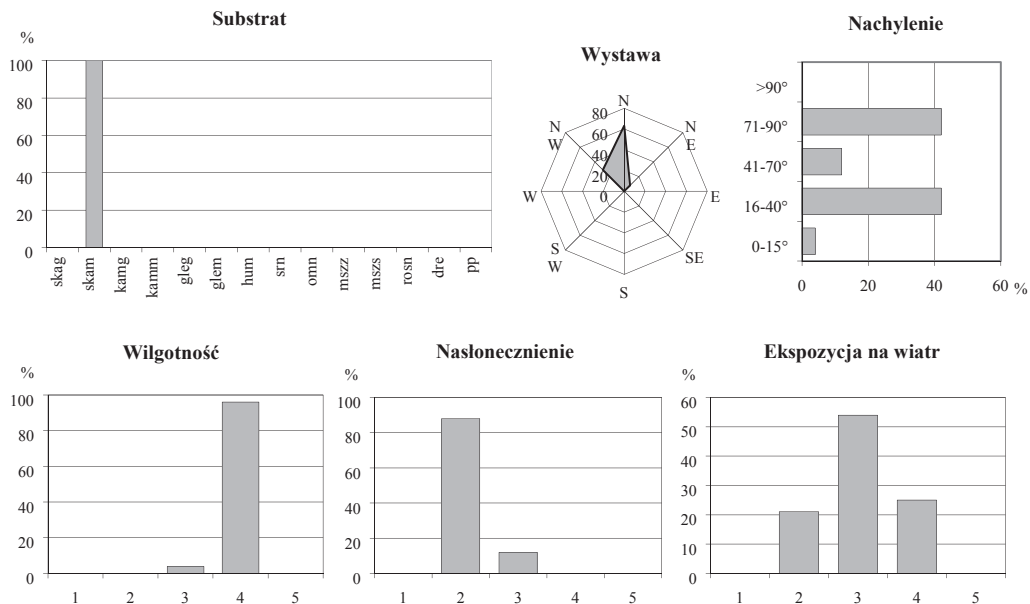 Substrat
%
100
80
60
40
20
0
skag
skam
kamg
kamm
gleg
glem
hum
srn
omn
mszz
mszs
rosn
dre
pp
Wystawa
N
N
E
E
SE
S
S
W
W
N
W
80
60
40
20
0
Nachylenie
>90°
71-90°
41-70°
16-40°
0-15°
0 20 40 60 %
Wilgotność
%
100
80
60
40
20
0
1 2 3 4 5
Nasłonecznienie
%
100
80
60
40
20
0
1 2 3 4 5
Ekspozycja na wiatr
%
60
50
40
30
20
10
0
1 2 3 4 5